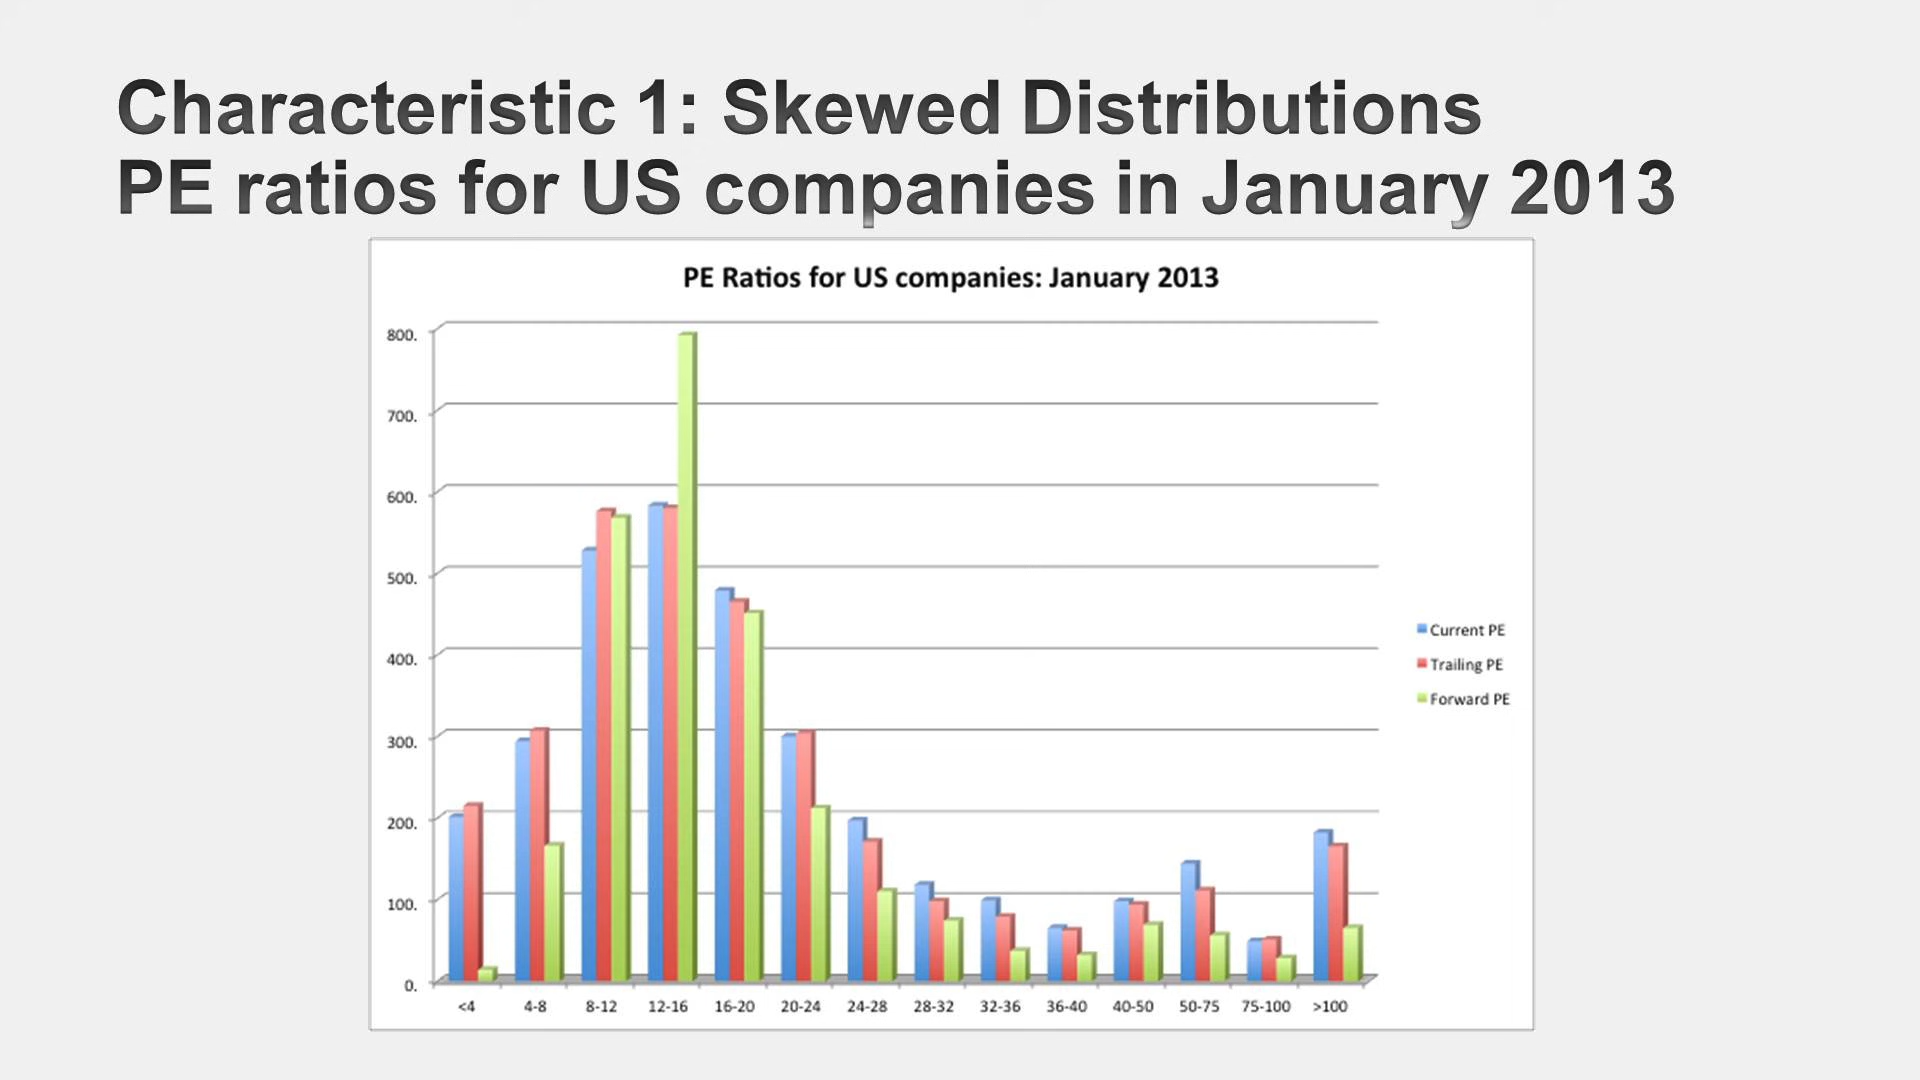 Characteristic 1: Skewed Distributions
PE ratios for US companies in January 2013
PE Ratios for US companies: January 2013
800.
700.
600.
500.
400.
300.
200.
100.
0.
<4 4-8 8-12 12-16 16-20 20-24 24-28 28-32 32-36 36-40 40-50 50-75 75-100 >100
Current PE
Trailing PE
Forward PE